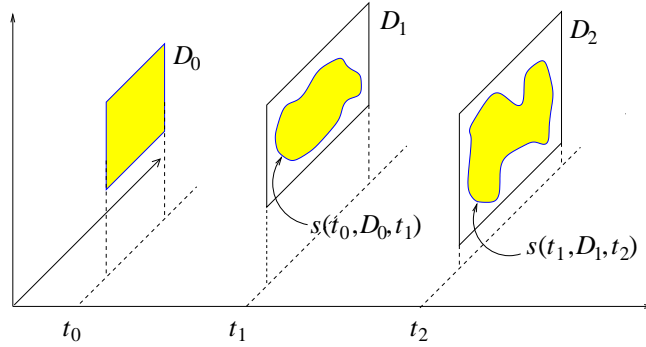 D₁
D₂
D₀
s(t₀,D₀,t₁)
s(t₁,D₁,t₂)
t₀
t₁
t₂